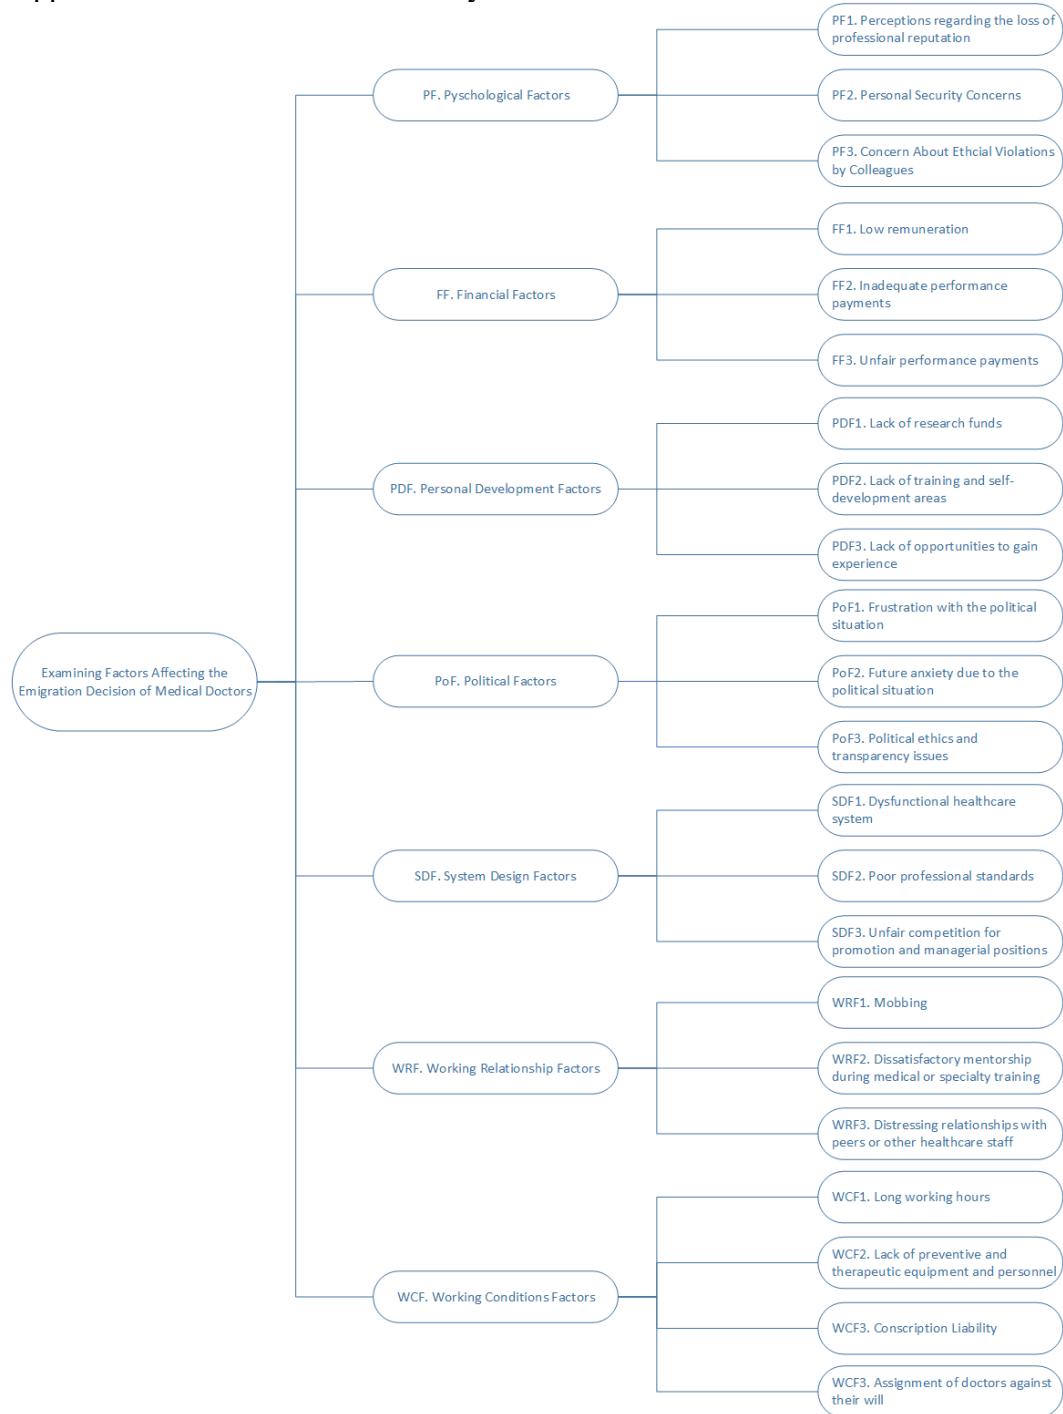 PF1. Perceptions regarding the loss of
professional reputation
PF. Pyschological Factors
PF2. Personal Security Concerns
PF3. Concern About Ethcial Violations
by Colleagues
FF1. Low remuneration
FF. Financial Factors
FF2. Inadequate performance
payments
FF3. Unfair performance payments
PDF1. Lack of research funds
PDF. Personal Development Factors
PDF2. Lack of training and self-
development areas
PDF3. Lack of opportunities to gain
experience
PoF1. Frustration with the political
situation
Examining Factors Affecting the
Emigration Decision of Medical Doctors
PoF. Political Factors
PoF2. Future anxiety due to the
political situation
PoF3. Political ethics and
transparency issues
SDF1. Dysfunctional healthcare
system
SDF. System Design Factors
SDF2. Poor professional standards
SDF3. Unfair competition for
promotion and managerial positions
WRF1. Mobbing
WRF. Working Relationship Factors
WRF2. Dissatisfactory mentorship
during medical or specialty training
WRF3. Distressing relationships with
peers or other healthcare staff
WCF1. Long working hours
WCF2. Lack of preventive and
therapeutic equipment and personnel
WCF. Working Conditions Factors
WCF3. Conscription Liability
WCF3. Assignment of doctors against
their will